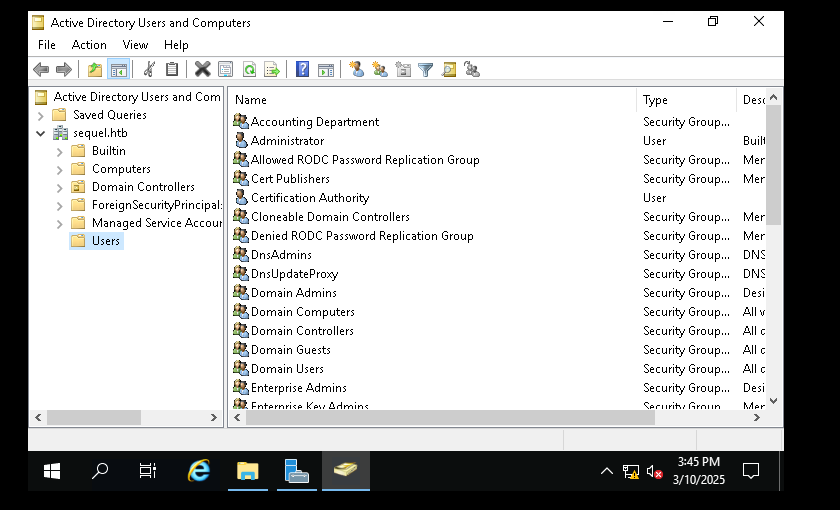 Active Directory Users and Computers
File Action View Help
Active Directory Users and Com
Saved Queries
sequel.htb
Builtin
Computers
Domain Controllers
ForeignSecurityPrincipals
Managed Service Accour
Users
Name Type Desc
Accounting Department Security Group...
Administrator User Built
Allowed RODC Password Replication Group Security Group... Mer
Cert Publishers Security Group... Mer
Certification Authority User
Cloneable Domain Controllers Security Group... Mer
Denied RODC Password Replication Group Security Group... Mer
DnsAdmins Security Group... DNS
DnsUpdateProxy Security Group... DNS
Domain Admins Security Group... Desi
Domain Computers Security Group... All v
Domain Controllers Security Group... All c
Domain Guests Security Group... All c
Domain Users Security Group... All c
Enterprise Admins Security Group... Desi
Enterprise Key Admins Security Group... Mer
3:45 PM
3/10/2025